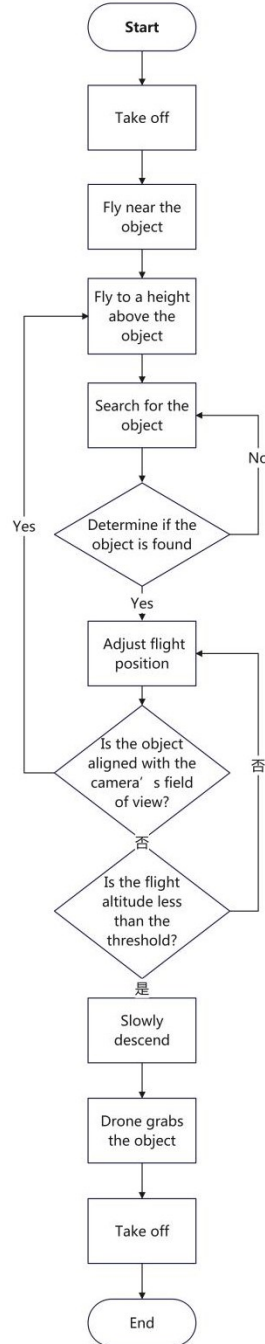 Start
Take off
Fly near the
object
Fly to a height
above the
object
Search for the
object
No
Determine if the
object is found
Yes
Yes
Adjust flight
position
Is the object
aligned with the
camera’s field
of view?
否
否
Is the flight
altitude less
than the
threshold?
是
Slowly
descend
Drone grabs
the object
Take off
End